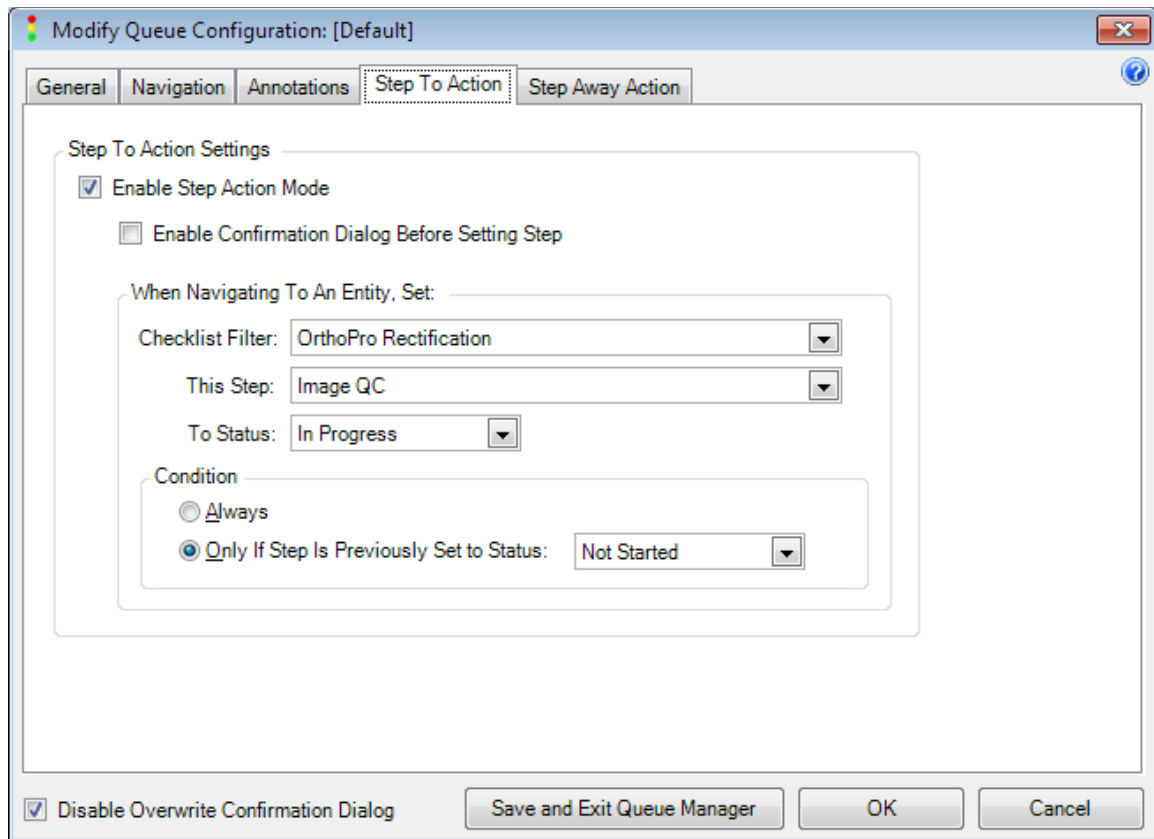 Modify Queue Configuration: [Default]
General Navigation Annotations Step To Action Step Away Action
Step To Action Settings
Enable Step Action Mode
Enable Confirmation Dialog Before Setting Step
When Navigating To An Entity, Set:
Checklist Filter: OrthoPro Rectification
This Step: Image QC
To Status: In Progress
Condition
Always
Only If Step Is Previously Set to Status: Not Started
Disable Overwrite Confirmation Dialog Save and Exit Queue Manager OK Cancel